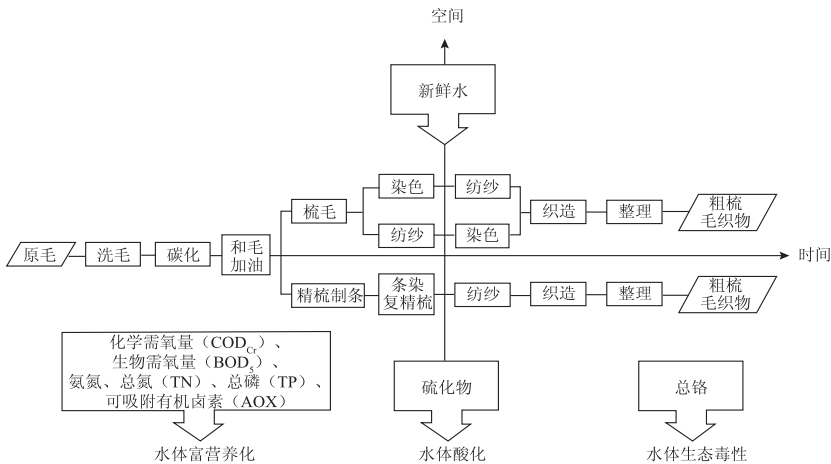 空间
新鲜水
染色
纺纱
梳毛
织造
整理
粗梳
毛织物
纺纱
染色
原毛
洗毛
碳化
和毛
加油
时间
精梳制条
条染
复精梳
纺纱
织造
整理
粗梳
毛织物
化学需氧量（CODCr）、
生物需氧量（BOD5）、
氨氮、总氮（TN）、总磷（TP）、
可吸附有机卤素（AOX）
硫化物
总铬
水体富营养化
水体酸化
水体生态毒性